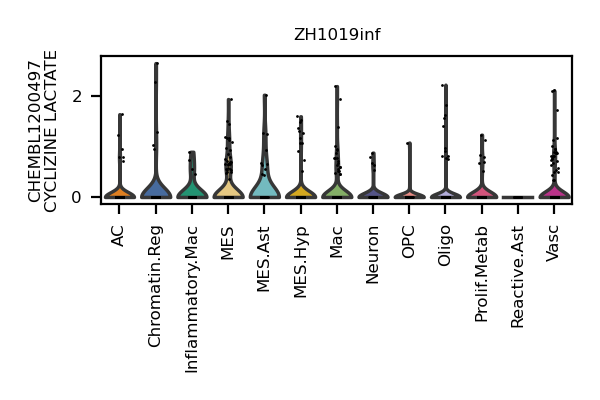 ZH1019inf
CHEMBL1200497
CYCLIZINE LACTATE
2
0
AC
Chromatin.Reg
Inflammatory.Mac
MES
MES.Ast
MES.Hyp
Mac
Neuron
OPC
Oligo
Prolif.Metab
Reactive.Ast
Vasc